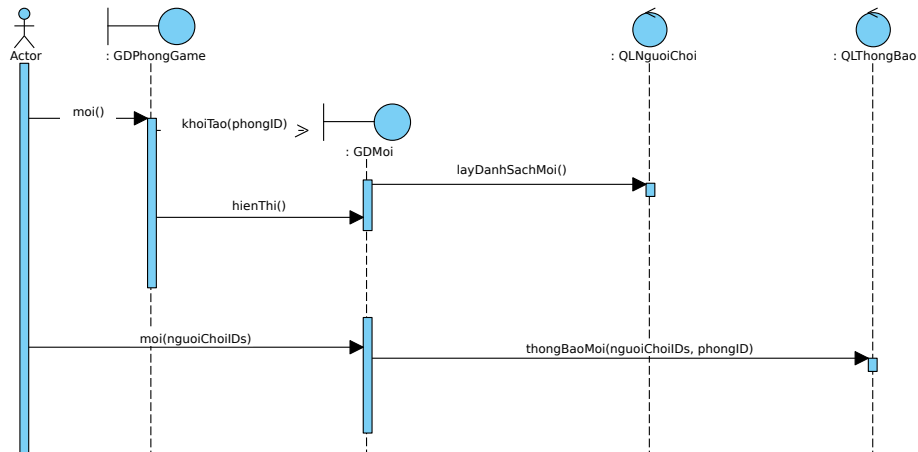 Actor
: GDPhongGame
: QLNguoiChoi
: QLThongBao
moi()
khoiTao(phongID)
: GDMoi
layDanhSachMoi()
hienThi()
moi(nguoiChoiIDs)
thongBaoMoi(nguoiChoiIDs, phongID)